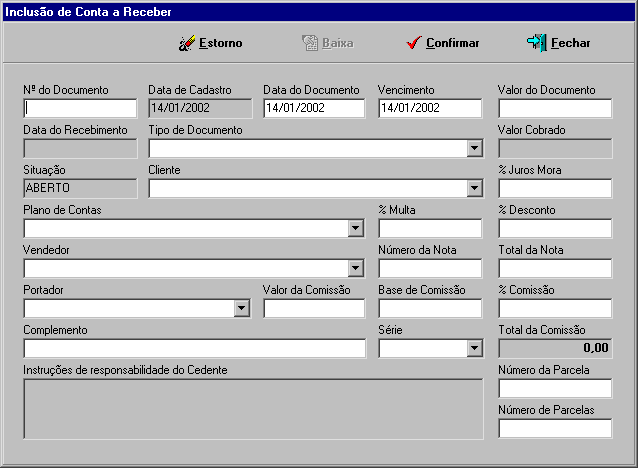 Inclusão de Conta a Receber
Estorno Baixa Confirmar Fechar
Nº do Documento Data de Cadastro Data do Documento Vencimento Valor do Documento
14/01/2002 14/01/2002 14/01/2002
Data do Recebimento Tipo de Documento Valor Cobrado
Situação Cliente % Juros Mora
ABERTO
Plano de Contas % Multa % Desconto
Vendedor Número da Nota Total da Nota
Portador Valor da Comissão Base de Comissão % Comissão
Complemento Série Total da Comissão
0,00
Instruções de responsabilidade do Cedente Número da Parcela
Número de Parcelas